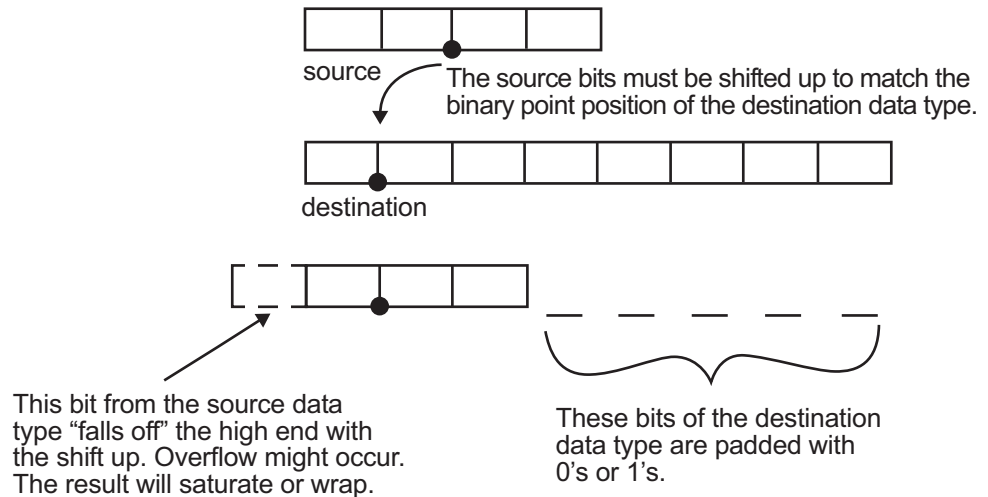 source
The source bits must be shifted up to match the
binary point position of the destination data type.
destination
This bit from the source data
type “falls off” the high end with
the shift up. Overflow might occur.
The result will saturate or wrap.
These bits of the destination
data type are padded with
0's or 1's.